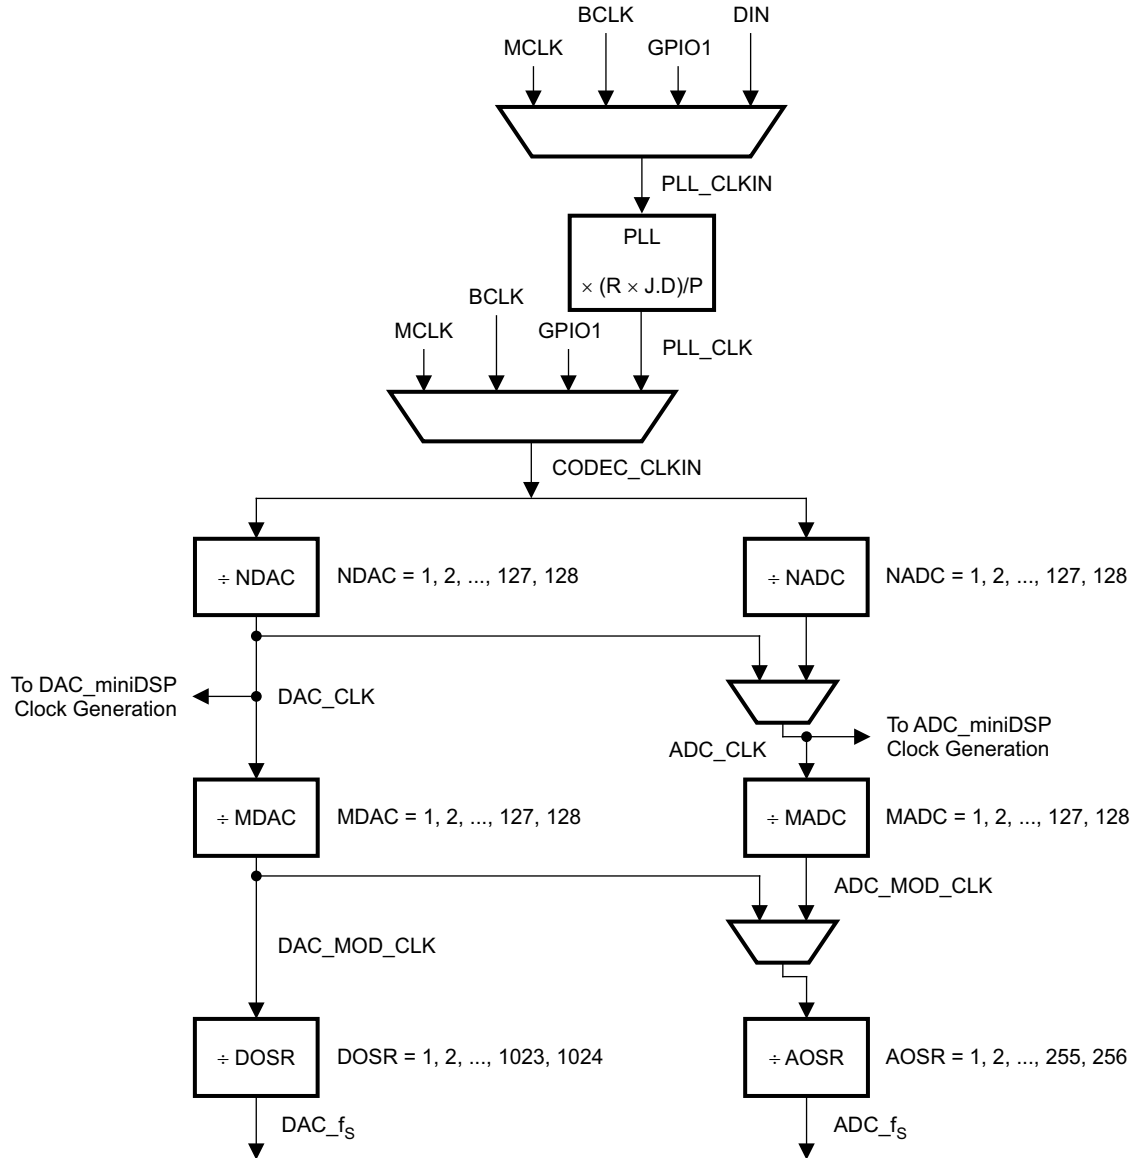 BCLK
DIN
MCLK
GPIO1
PLL_CLKIN
PLL
× (R × J.D)/P
BCLK
MCLK
GPIO1
PLL_CLK
CODEC_CLKIN
÷ NDAC
NDAC = 1, 2, ..., 127, 128
÷ NADC
NADC = 1, 2, ..., 127, 128
To DAC_miniDSP
Clock Generation
DAC_CLK
ADC_CLK
To ADC_miniDSP
Clock Generation
÷ MDAC
MDAC = 1, 2, ..., 127, 128
÷ MADC
MADC = 1, 2, ..., 127, 128
ADC_MOD_CLK
DAC_MOD_CLK
÷ DOSR
DOSR = 1, 2, ..., 1023, 1024
÷ AOSR
AOSR = 1, 2, ..., 255, 256
DAC_fS
ADC_fS